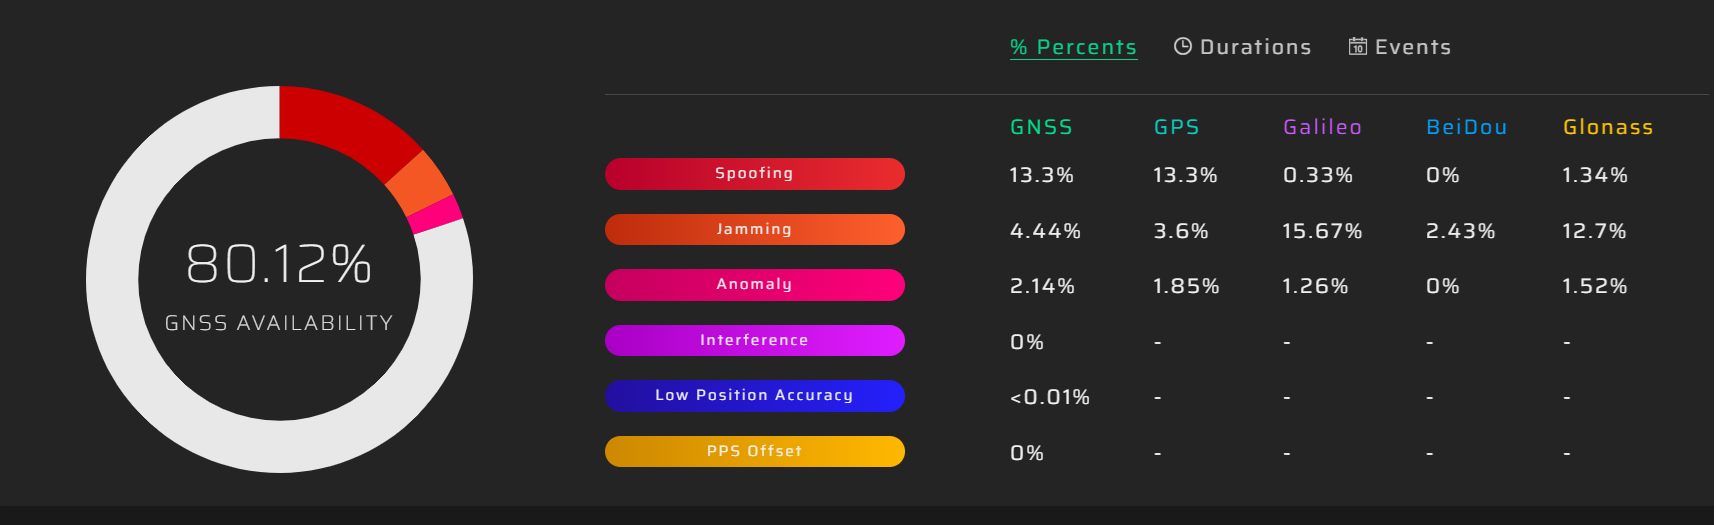 % Percents Durations 10 Events
GNSS GPS Galileo BeiDou Glonass
Spoofing 13.3% 13.3% 0.33% 0% 1.34%
Jamming 4.44% 3.6% 15.67% 2.43% 12.7%
Anomaly 2.14% 1.85% 1.26% 0% 1.52%
Interference 0% - - - -
Low Position Accuracy <0.01% - - - -
PPS Offset 0% - - - -
80.12%
GNSS AVAILABILITY